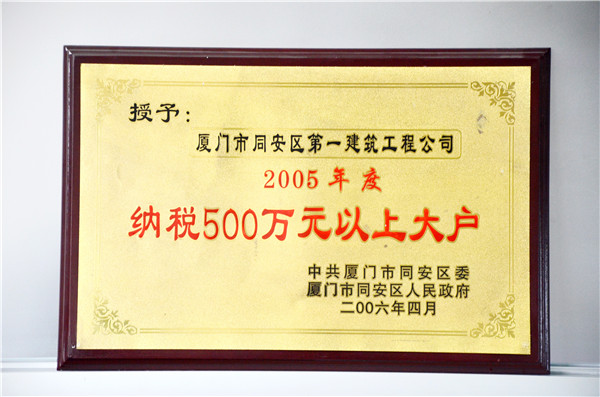 授予：
厦门市同安区第一建筑工程公司
2005年度
纳税500万元以上大户
中共厦门市同安区委
厦门市同安区人民政府
二00六年四月